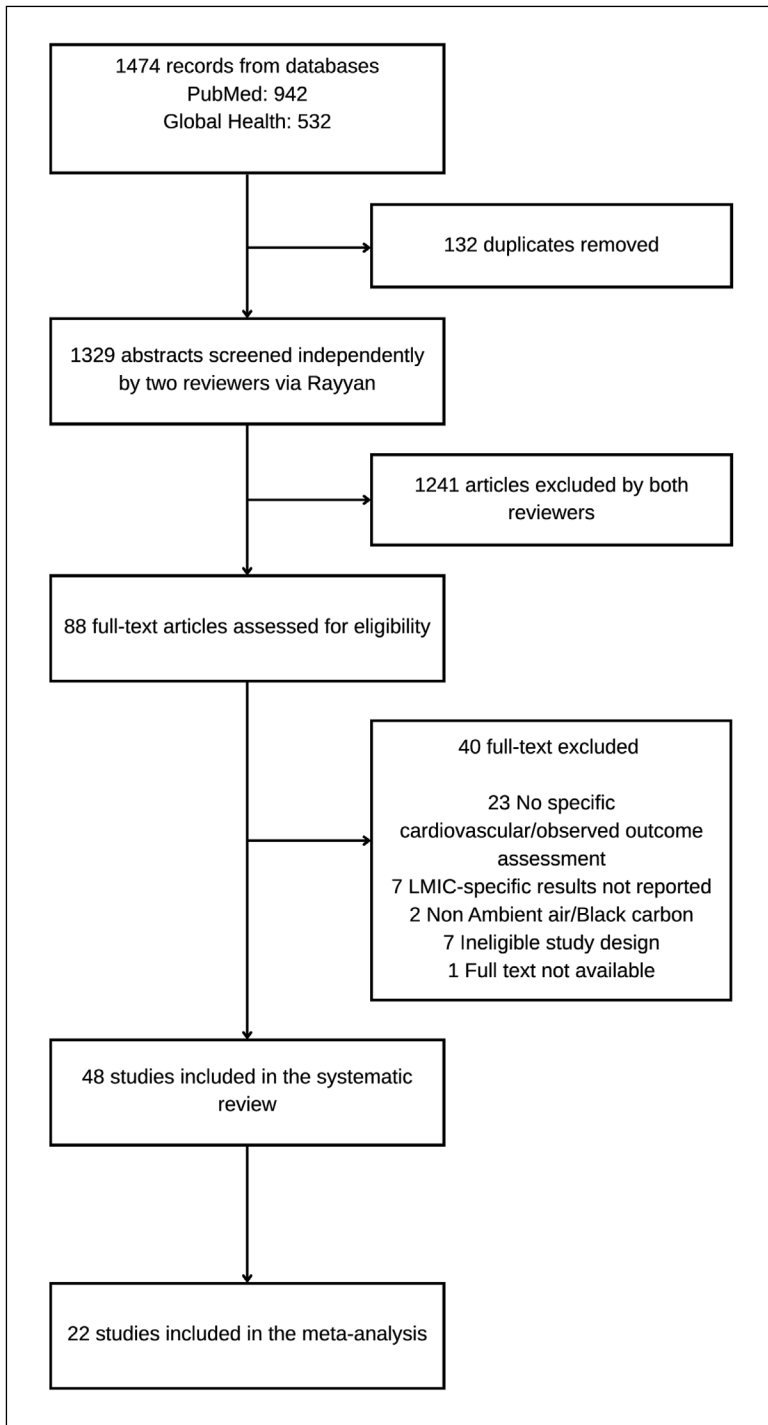 1474 records from databases
PubMed: 942
Global Health: 532
132 duplicates removed
1329 abstracts screened independently
by two reviewers via Rayyan
1241 articles excluded by both
reviewers
88 full-text articles assessed for eligibility
40 full-text excluded
23 No specific
cardiovascular/observed outcome
assessment
7 LMIC-specific results not reported
2 Non Ambient air/Black carbon
7 Ineligible study design
1 Full text not available
48 studies included in the systematic
review
22 studies included in the meta-analysis